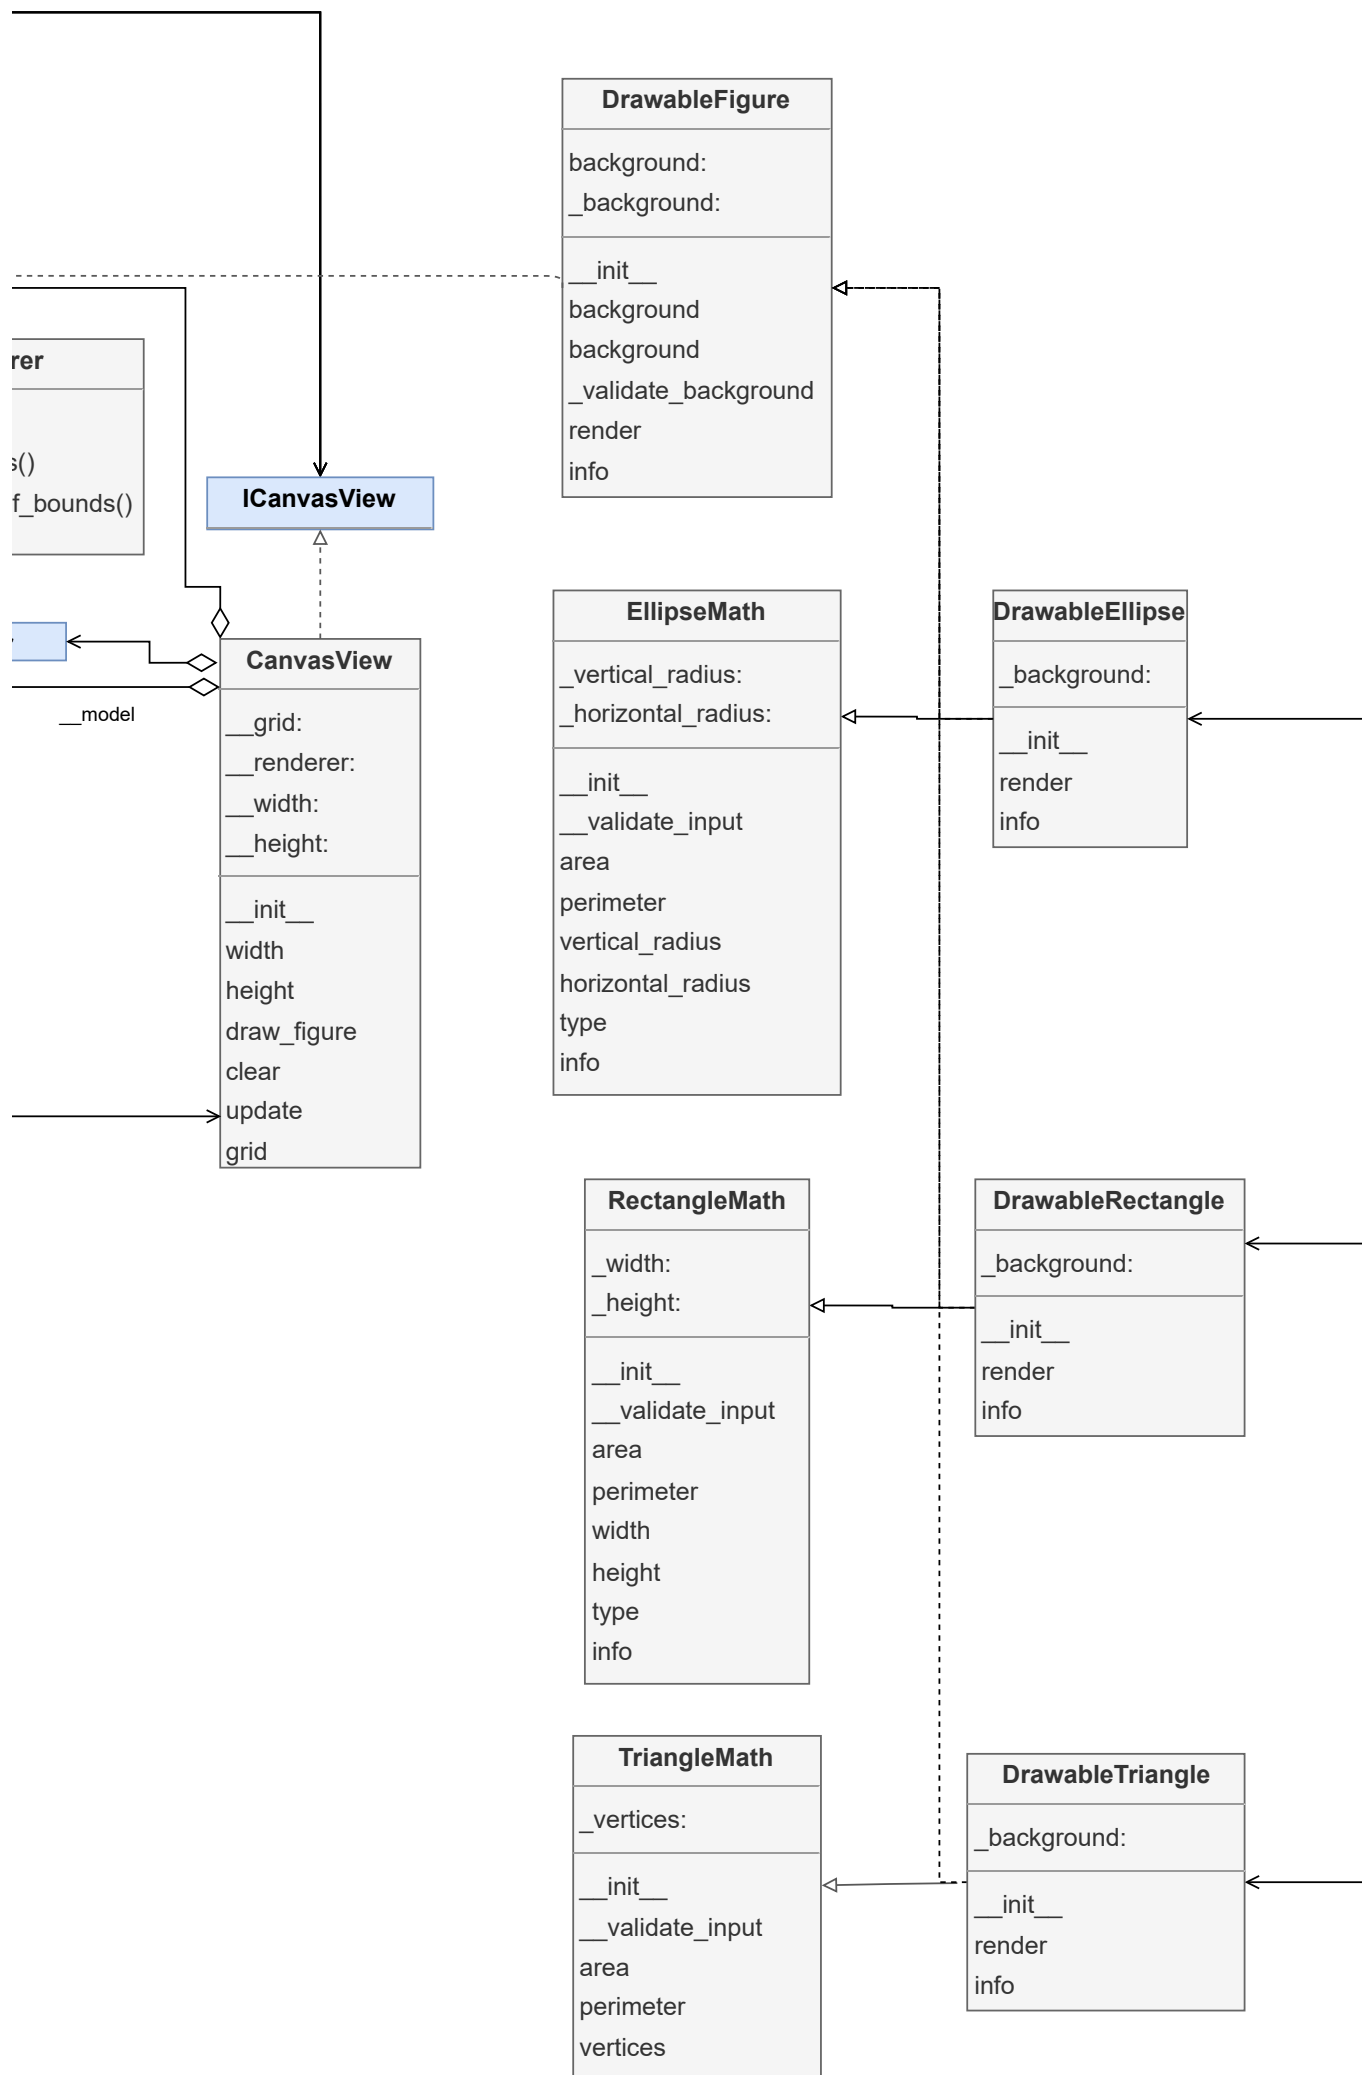 DrawableFigure
background:
_background:
__init__
background
background
_validate_background
render
info
rer
s()
f_bounds()
ICanvasView
CanvasView
__model
__grid:
__renderer:
__width:
__height:
__init__
width
height
draw_figure
clear
update
grid
EllipseMath
_vertical_radius:
_horizontal_radius:
__init__
__validate_input
area
perimeter
vertical_radius
horizontal_radius
type
info
DrawableEllipse
_background:
__init__
render
info
RectangleMath
_width:
_height:
__init__
__validate_input
area
perimeter
width
height
type
info
DrawableRectangle
_background:
__init__
render
info
TriangleMath
_vertices:
__init__
__validate_input
area
perimeter
vertices
DrawableTriangle
_background:
__init__
render
info